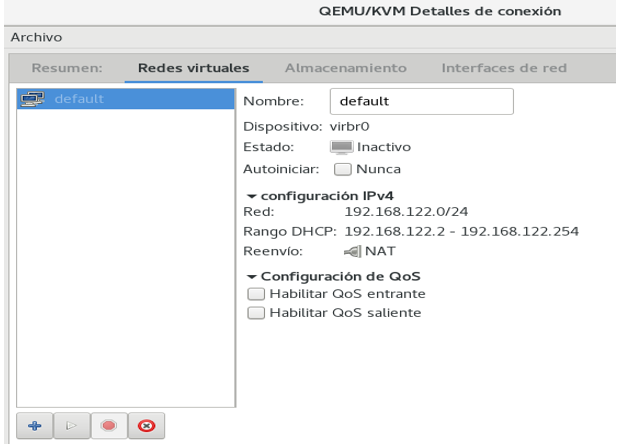 QEMU/KVM Detalles de conexión
Archivo
Resumen: Redes virtuales Almacenamiento Interfaces de red
default
Nombre: default
Dispositivo: virbr0
Estado: Inactivo
Autoiniciar: Nunca
configuración IPv4
Red: 192.168.122.0/24
Rango DHCP: 192.168.122.2 - 192.168.122.254
Reenvío: NAT
Configuración de QoS
Habilitar QoS entrante
Habilitar QoS saliente